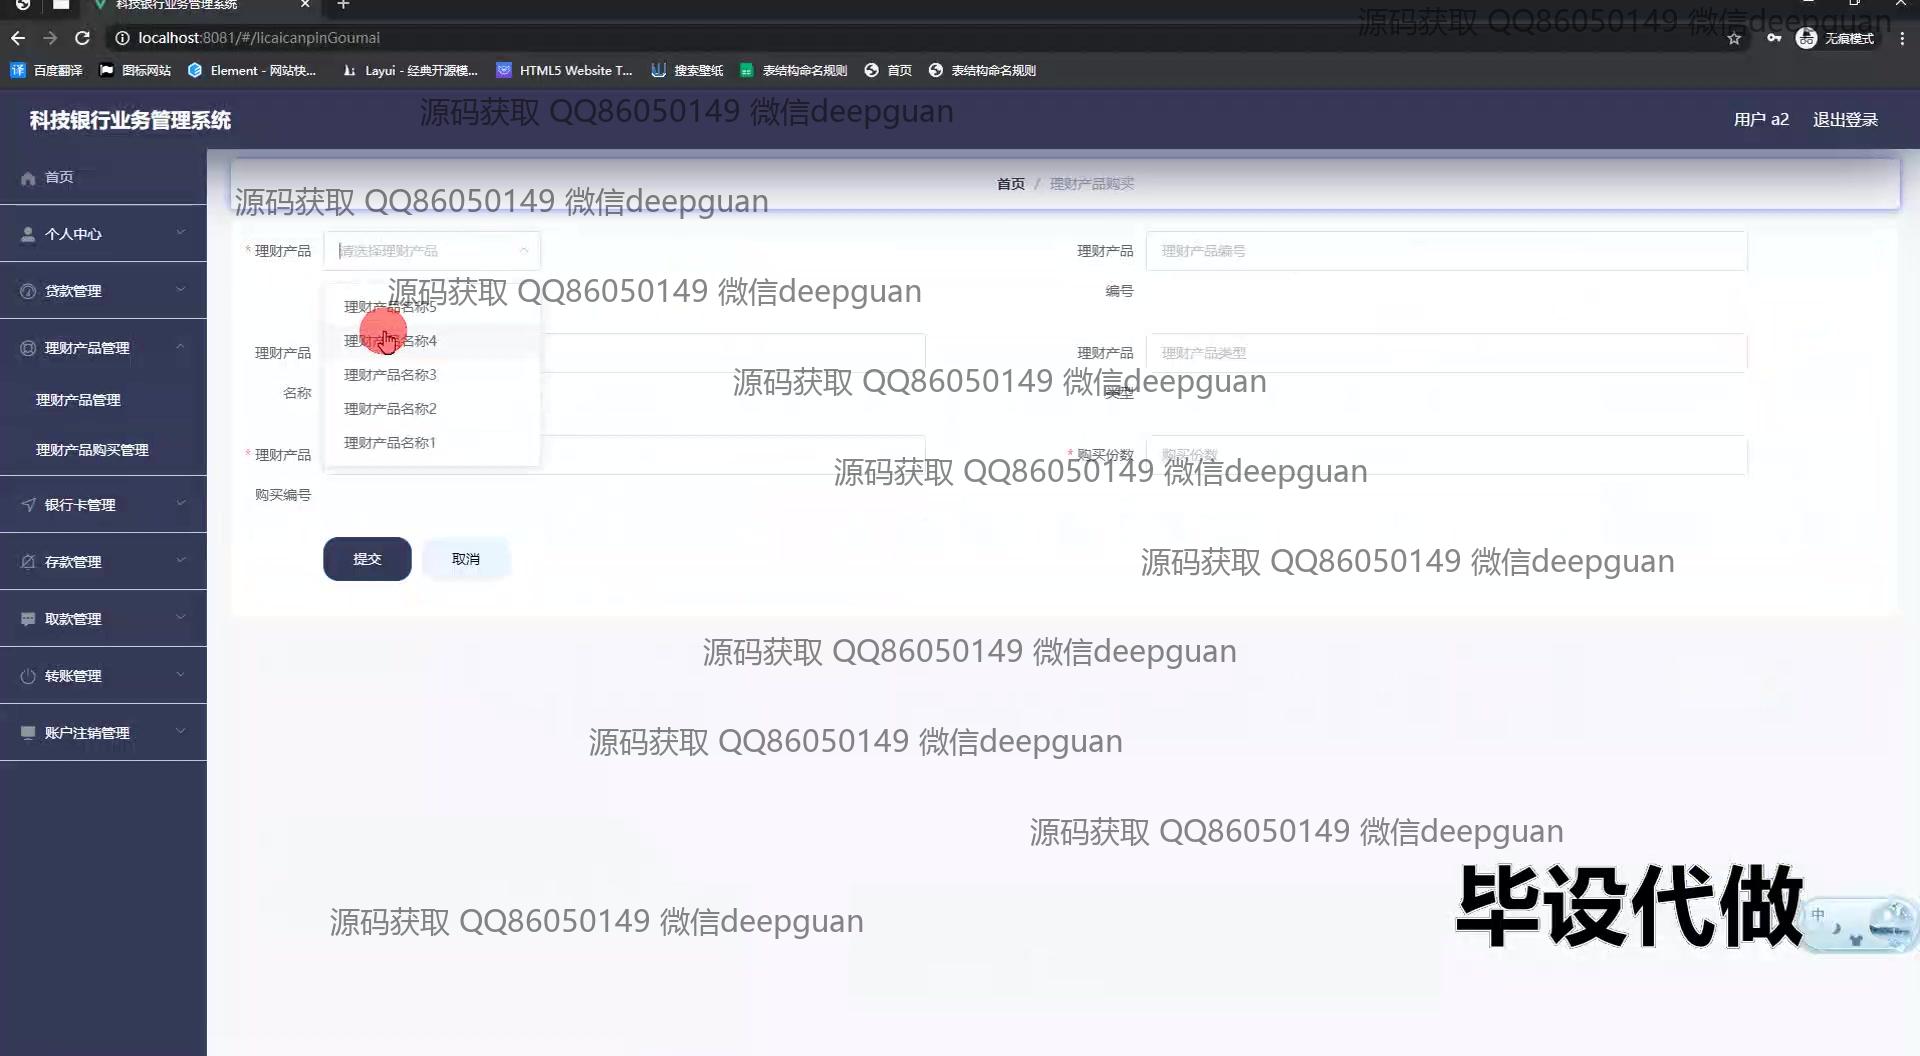 科技银行业务管理系统
源码获取 QQ86050149 微信deepguan
localhost:8081/#/licaicanpinGoumai
无痕模式
百度翻译
图标网站
Element - 网站快...
Layui - 经典开源模...
HTML5 Website T...
搜索壁纸
表结构命名规则
首页
表结构命名规则
源码获取 QQ86050149 微信deepguan
科技银行业务管理系统
用户 a2
退出登录
首页
首页 / 理财产品购买
源码获取 QQ86050149 微信deepguan
个人中心
* 理财产品
请选择理财产品
理财产品
编号
理财产品编号
源码获取 QQ86050149 微信deepguan
贷款管理
理财产品名称5
理财产品名称4
理财产品名称3
理财产品名称2
理财产品名称1
理财产品管理
理财产品
名称
理财产品
类型
理财产品类型
源码获取 QQ86050149 微信deepguan
理财产品管理
理财产品购买管理
* 理财产品
购买编号
* 购买份数
购买份数
源码获取 QQ86050149 微信deepguan
银行卡管理
提交
取消
存款管理
源码获取 QQ86050149 微信deepguan
取款管理
源码获取 QQ86050149 微信deepguan
转账管理
账户注销管理
源码获取 QQ86050149 微信deepguan
源码获取 QQ86050149 微信deepguan
毕设代做
中
源码获取 QQ86050149 微信deepguan